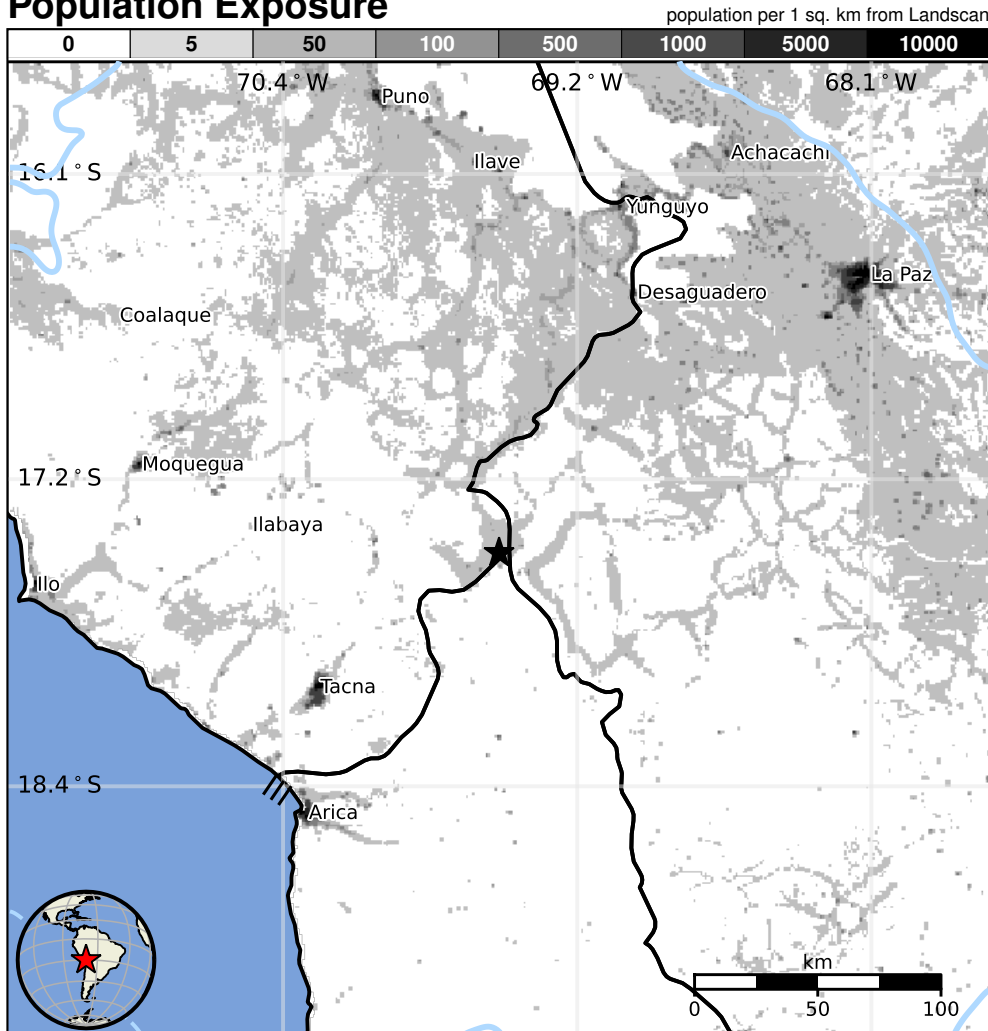 Population Exposure
population per 1 sq. km from Landscan
0 5 50 100 500 1000 5000 10000
70.4°W 69.2°W 68.1°W
Puno
Ilave
Achacachi
16.1°S
Yunguyo
La Paz
Desaguadero
Coalaque
Moquegua
17.2°S
Ilabaya
Ilo
Tacna
18.4°S
Arica
km
0 50 100